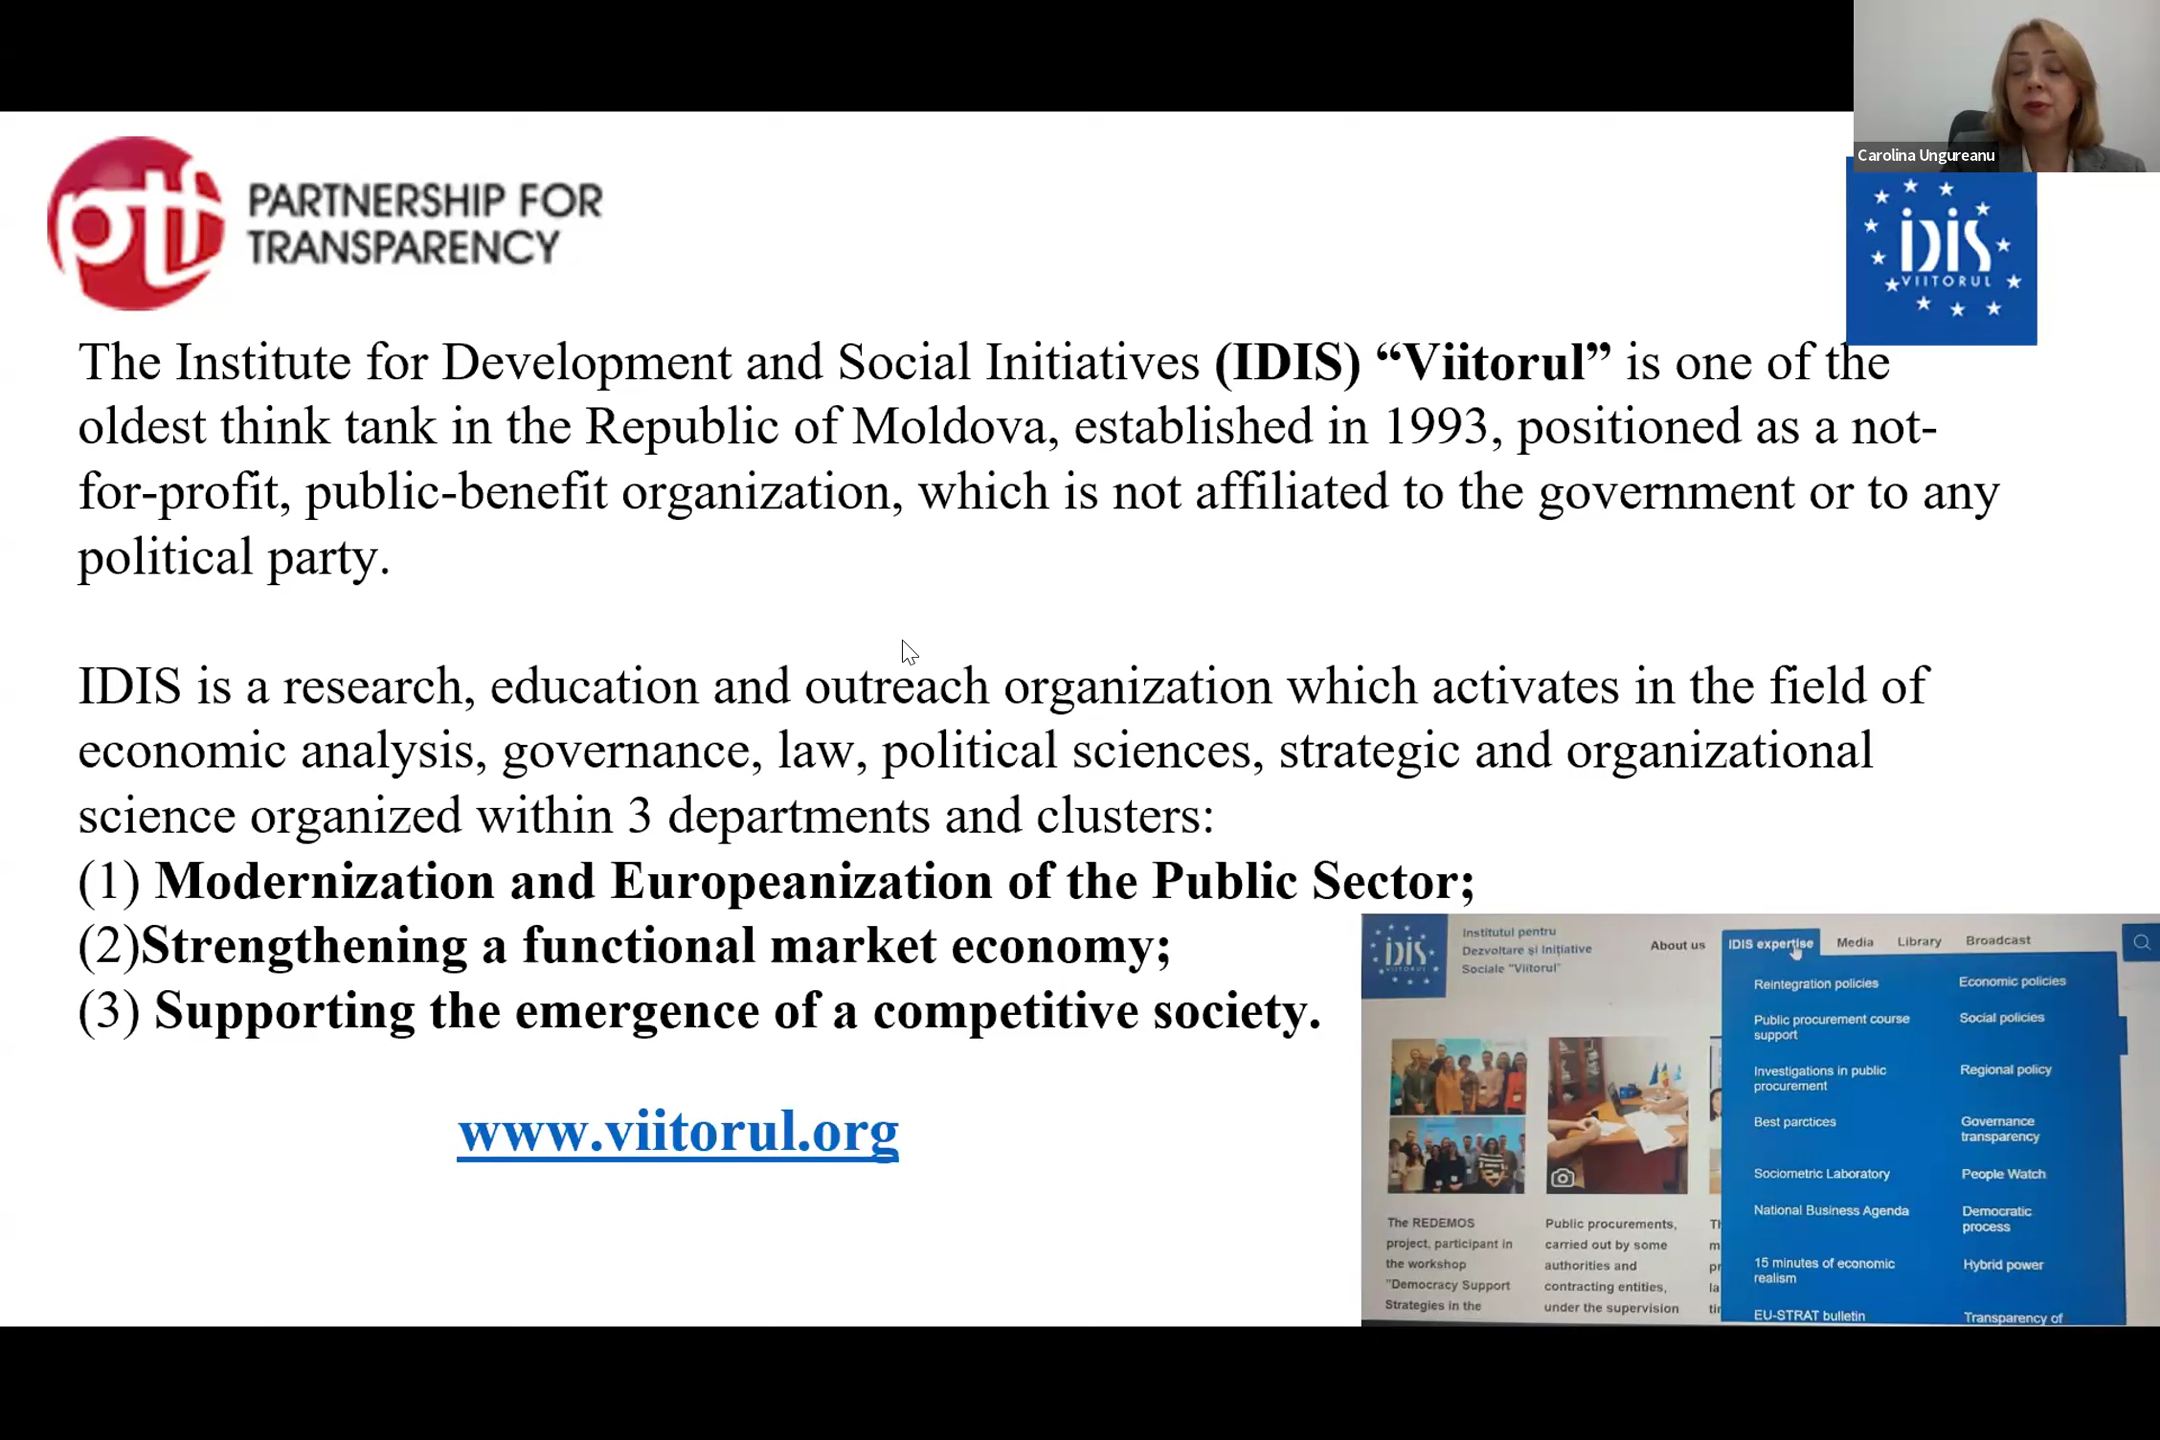 Carolina Ungureanu
ptf
PARTNERSHIP FOR
TRANSPARENCY
IDIS
VIITORUL
The Institute for Development and Social Initiatives (IDIS) “Viitorul” is one of the
oldest think tank in the Republic of Moldova, established in 1993, positioned as a not-
for-profit, public-benefit organization, which is not affiliated to the government or to any
political party.
IDIS is a research, education and outreach organization which activates in the field of
economic analysis, governance, law, political sciences, strategic and organizational
science organized within 3 departments and clusters:
(1) Modernization and Europeanization of the Public Sector;
(2)Strengthening a functional market economy;
(3) Supporting the emergence of a competitive society.
www.viitorul.org
IDIS
VIITORUL
Institutul pentru
Dezvoltare și Inițiative
Sociale "Viitorul"
About us
IDIS expertise
Media
Library
Broadcast
Reintegration policies
Public procurement course
support
Investigations in public
procurement
Best parctices
Sociometric Laboratory
National Business Agenda
15 minutes of economic
realism
EU-STRAT bulletin
Economic policies
Social policies
Regional policy
Governance
transparency
People Watch
Democratic
process
Hybrid power
Transparency of
The REDEMOS
project, participant in
the workshop
"Democracy Support
Strategies in the
Public procurements,
carried out by some
authorities and
contracting entities,
under the supervision